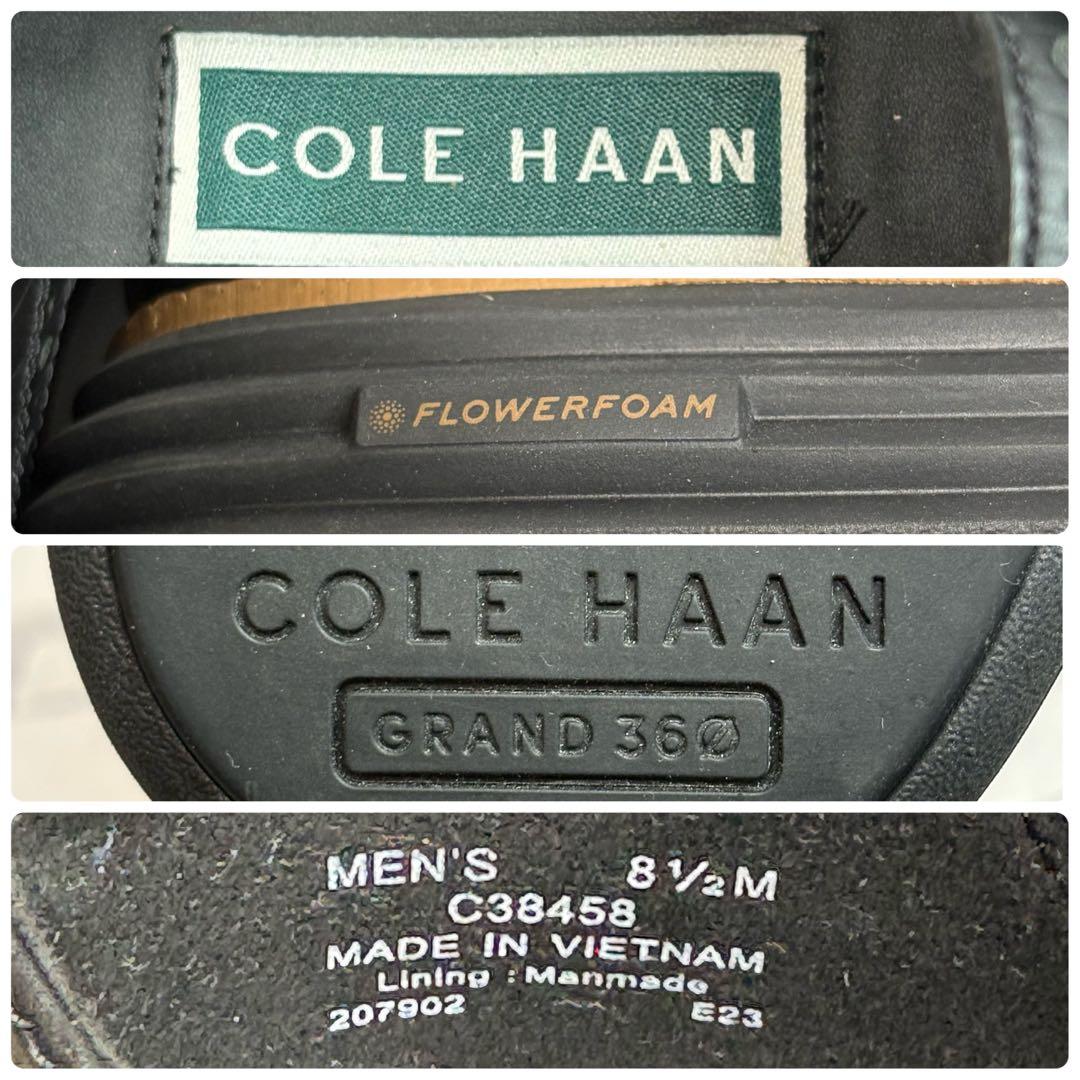 COLE HAAN
FLOWERFOAM
COLE HAAN
GRAND 36Ø
MEN'S 8 1/2 M
C38458
MADE IN VIETNAM
Lining : Manmade
207902 E23